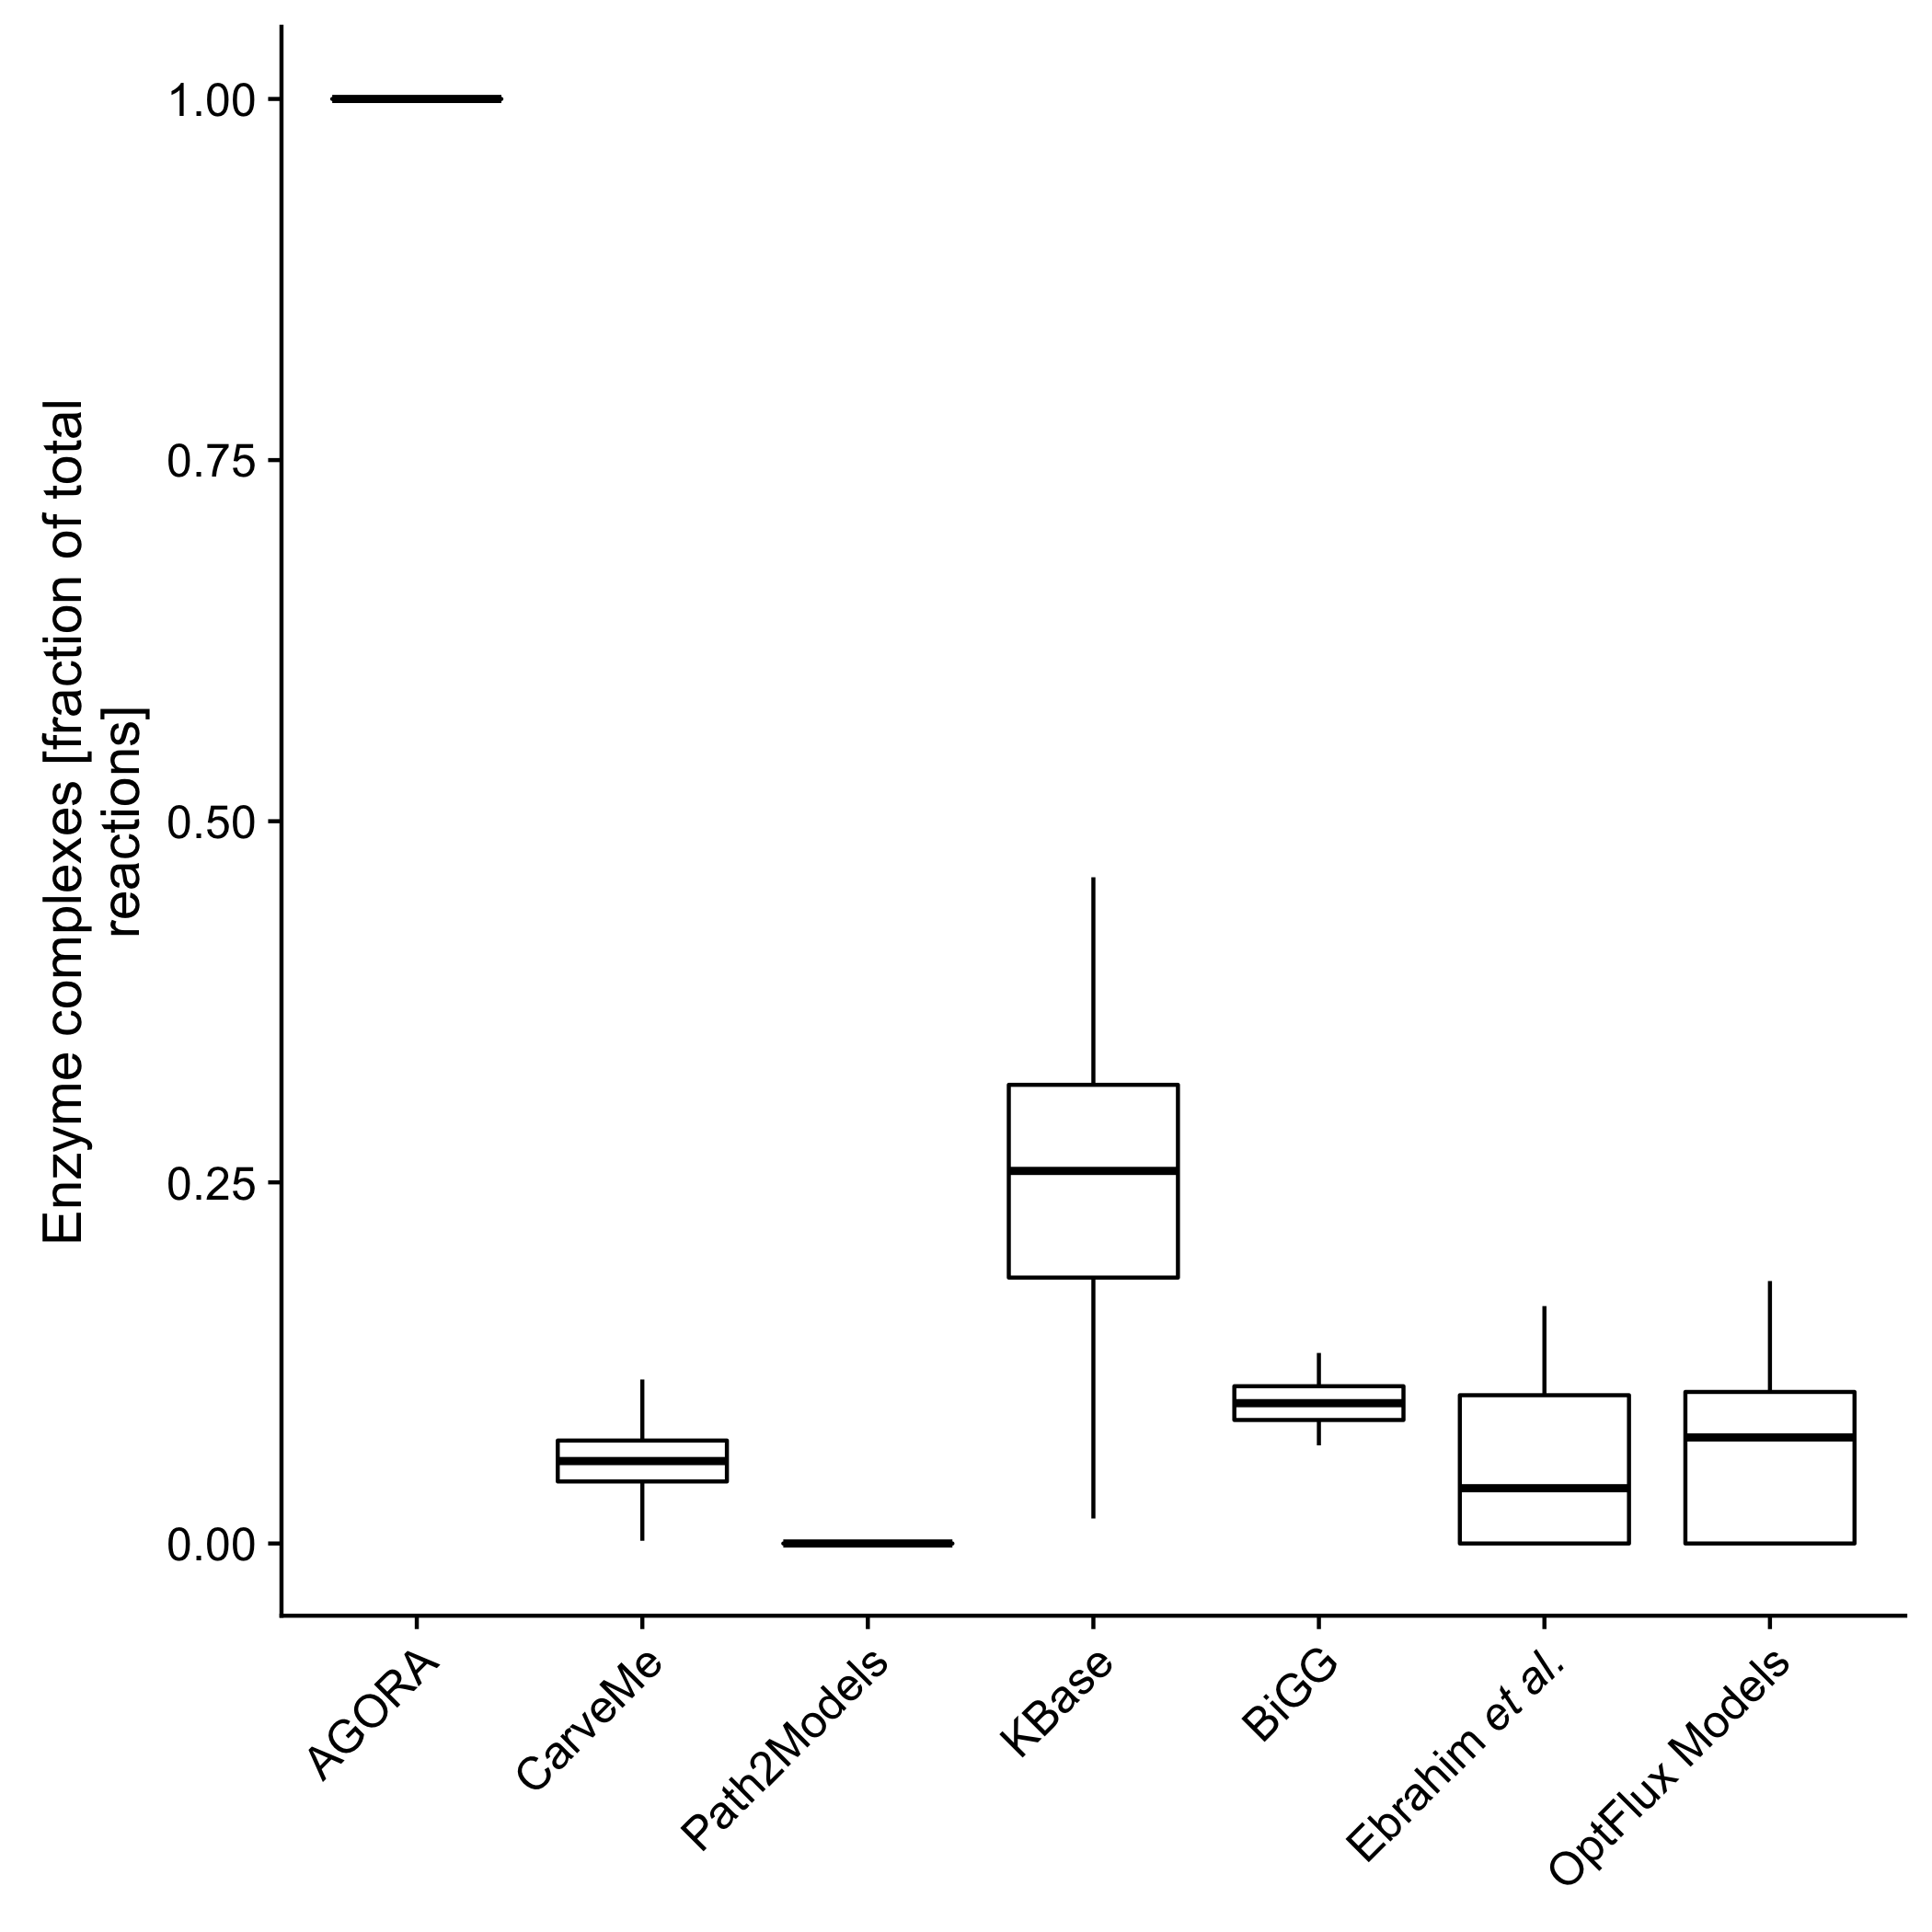 Enzyme complexes [fraction of total
reactions]
1.00
0.75
0.50
0.25
0.00
AGORA
CarveMe
Path2Models
KBase
BiGG
Ebrahim et al.
OptFlux Models